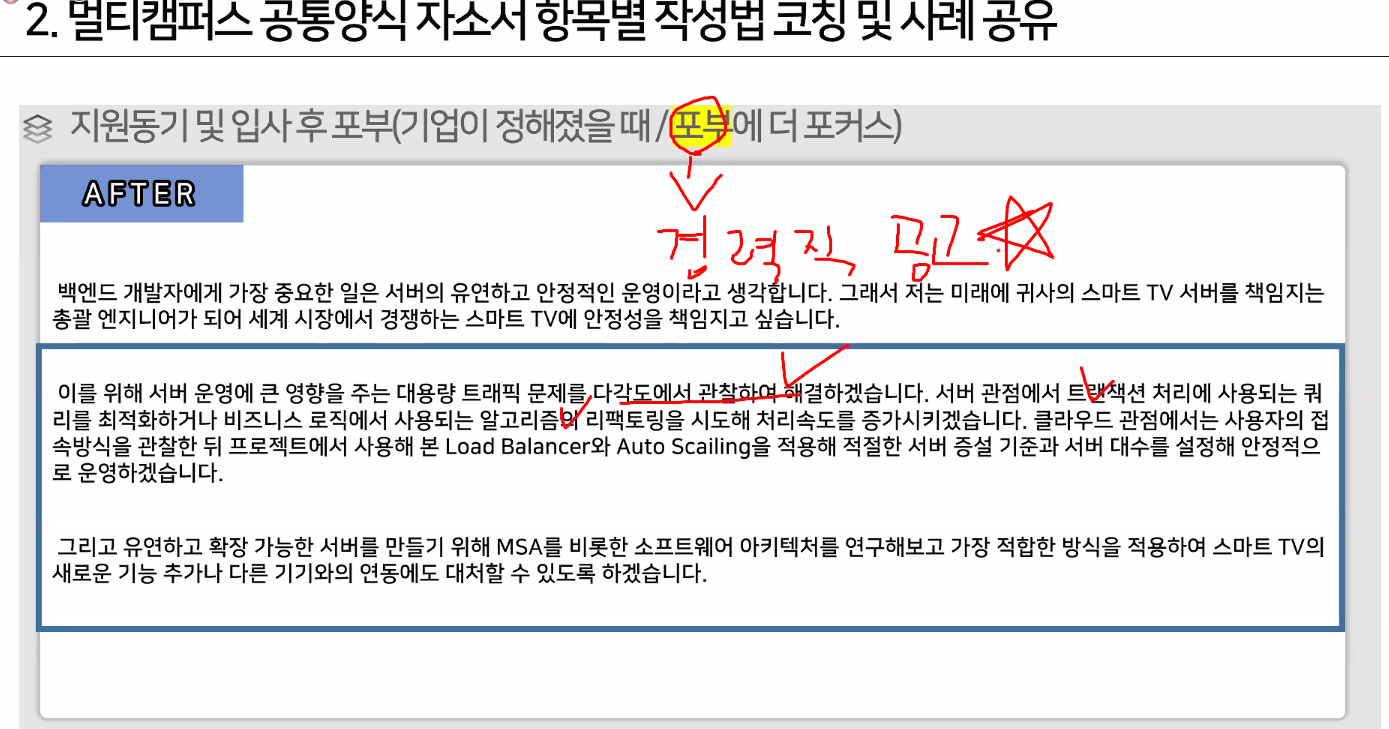 2. 멀티캠퍼스 공통양식 자소서 항목별 작성법 코칭 및 사례 공유
지원동기 및 입사 후 포부(기업이 정해졌을 때 / 포부에 더 포커스)
AFTER
경력직 공고
백엔드 개발자에게 가장 중요한 일은 서버의 유연하고 안정적인 운영이라고 생각합니다. 그래서 저는 미래에 귀사의 스마트 TV 서버를 책임지는
총괄 엔지니어가 되어 세계 시장에서 경쟁하는 스마트 TV에 안정성을 책임지고 싶습니다.
이를 위해 서버 운영에 큰 영향을 주는 대용량 트래픽 문제를 다각도에서 관찰하여 해결하겠습니다. 서버 관점에서 트랜잭션 처리에 사용되는 쿼
리를 최적화하거나 비즈니스 로직에서 사용되는 알고리즘의 리팩토링을 시도해 처리속도를 증가시키겠습니다. 클라우드 관점에서는 사용자의 접
속방식을 관찰한 뒤 프로젝트에서 사용해 본 Load Balancer와 Auto Scailing을 적용해 적절한 서버 증설 기준과 서버 대수를 설정해 안정적으
로 운영하겠습니다.
그리고 유연하고 확장 가능한 서버를 만들기 위해 MSA를 비롯한 소프트웨어 아키텍처를 연구해보고 가장 적합한 방식을 적용하여 스마트 TV의
새로운 기능 추가나 다른 기기와의 연동에도 대처할 수 있도록 하겠습니다.